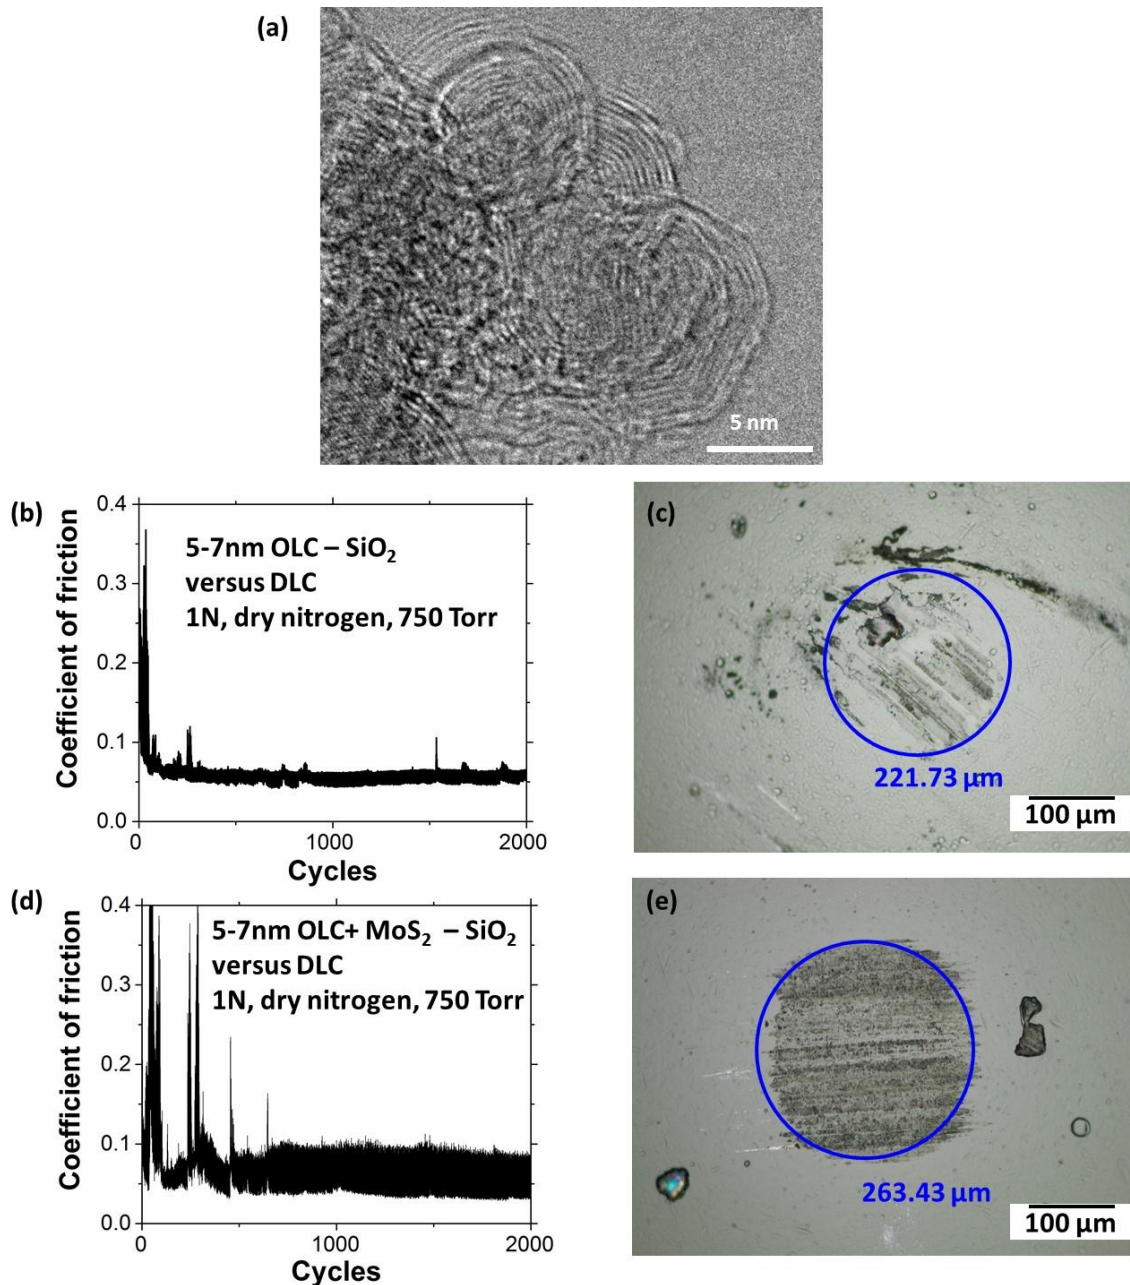 (a)
5 nm
(b)
Coefficient of friction
0.4
0.3
0.2
0.1
0.0
5-7nm OLC – SiO₂
versus DLC
1N, dry nitrogen, 750 Torr
0
1000
2000
Cycles
(c)
221.73 µm
100 µm
(d)
Coefficient of friction
0.4
0.3
0.2
0.1
0.0
5-7nm OLC+ MoS₂ – SiO₂
versus DLC
1N, dry nitrogen, 750 Torr
0
1000
2000
Cycles
(e)
263.43 µm
100 µm